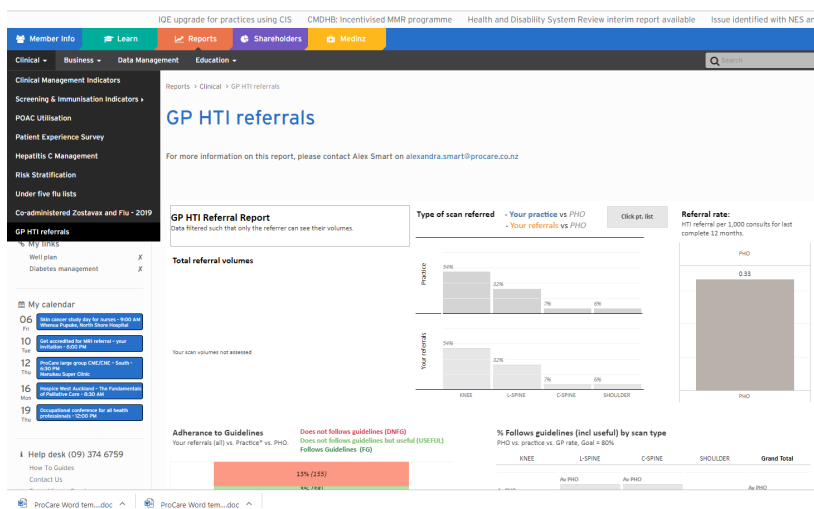 IQE upgrade for practices using CIS CMDHB: Incentivised MMR programme Health and Disability System Review interim report available Issue identified with NES an
Member Info Learn Reports Shareholders Medinz
Clinical Business Data Management Education Search
Clinical Management Indicators
Screening & Immunisation Indicators
POAC Utilisation
Patient Experience Survey
Hepatitis C Management
Risk Stratification
Under five flu lists
Co-administered Zostavax and Flu - 2019
GP HTI referrals
My links
Well plan X
Diabetes management X
My calendar
06 Fri
Skin cancer study day for nurses - 9:00 AM
Whenua Pupuke, North Shore Hospital
10 Tue
Get accredited for MRI referral - your
invitation - 6:00 PM
12 Thu
ProCare large group CME/CNE - South -
6:30 PM
Manukau Super Clinic
16 Mon
Hospice West Auckland - The Fundamentals
of Palliative Care - 8:30 AM
19 Thu
Occupational conference for all health
professionals - 12:00 PM
Help desk (09) 374 6759
How To Guides
Contact Us
Reports > Clinical > GP HTI referrals
GP HTI referrals
For more information on this report, please contact Alex Smart on alexandra.smart@procare.co.nz
GP HTI Referral Report
Data filtered such that only the referrer can see their volumes.
Total referral volumes
Your scan volumes not assessed
Type of scan referred - Your practice vs PHO
- Your referrals vs PHO
Click pt. list
Practice
54%
32%
7%
6%
Your referrals
54%
32%
7%
6%
KNEE L-SPINE C-SPINE SHOULDER
Referral rate:
HTI referral per 1,000 consults for last
complete 12 months.
PHO
0.33
PHO
Adherance to Guidelines
Your referrals (all) vs. Practice* vs. PHO.
Does not follows guidelines (DNFG)
Does not follows guidelines but useful (USEFUL)
Follows Guidelines (FG)
13% (155)
% Follows guidelines (incl useful) by scan type
PHO vs. practice vs. GP rate, Goal = 80%
KNEE L-SPINE C-SPINE SHOULDER Grand Total
Av PHO Av PHO
Av PHO
ProCare Word tem....doc ProCare Word tem....doc